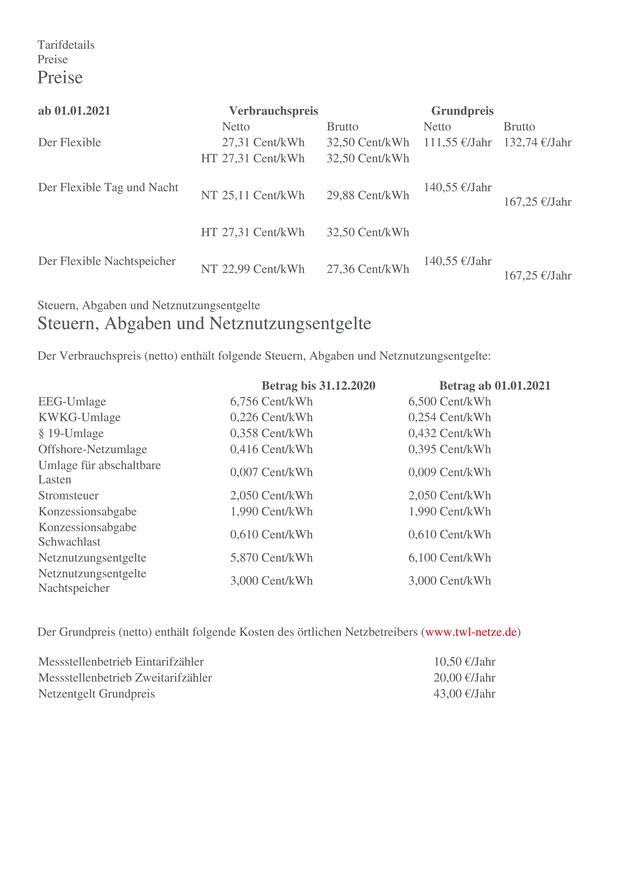 Tarifdetails
Preise
Preise
ab 01.01.2021 Verbrauchspreis Grundpreis
Netto Brutto Netto Brutto
Der Flexible 27,31 Cent/kWh 32,50 Cent/kWh 111,55 €/Jahr 132,74 €/Jahr
HT 27,31 Cent/kWh 32,50 Cent/kWh
Der Flexible Tag und Nacht 140,55 €/Jahr
NT 25,11 Cent/kWh 29,88 Cent/kWh
167,25 €/Jahr
HT 27,31 Cent/kWh 32,50 Cent/kWh
Der Flexible Nachtspeicher 140,55 €/Jahr
NT 22,99 Cent/kWh 27,36 Cent/kWh
167,25 €/Jahr
Steuern, Abgaben und Netznutzungsentgelte
Steuern, Abgaben und Netznutzungsentgelte
Der Verbrauchspreis (netto) enthält folgende Steuern, Abgaben und Netznutzungsentgelte:
Betrag bis 31.12.2020 Betrag ab 01.01.2021
EEG-Umlage 6,756 Cent/kWh 6,500 Cent/kWh
KWKG-Umlage 0,226 Cent/kWh 0,254 Cent/kWh
§ 19-Umlage 0,358 Cent/kWh 0,432 Cent/kWh
Offshore-Netzumlage 0,416 Cent/kWh 0,395 Cent/kWh
Umlage für abschaltbare
Lasten 0,007 Cent/kWh 0,009 Cent/kWh
Stromsteuer 2,050 Cent/kWh 2,050 Cent/kWh
Konzessionsabgabe 1,990 Cent/kWh 1,990 Cent/kWh
Konzessionsabgabe
Schwachlast 0,610 Cent/kWh 0,610 Cent/kWh
Netznutzungsentgelte 5,870 Cent/kWh 6,100 Cent/kWh
Netznutzungsentgelte
Nachtspeicher 3,000 Cent/kWh 3,000 Cent/kWh
Der Grundpreis (netto) enthält folgende Kosten des örtlichen Netzbetreibers (www.twl-netze.de)
Messstellenbetrieb Eintarifzähler 10,50 €/Jahr
Messstellenbetrieb Zweitarifzähler 20,00 €/Jahr
Netzentgelt Grundpreis 43,00 €/Jahr